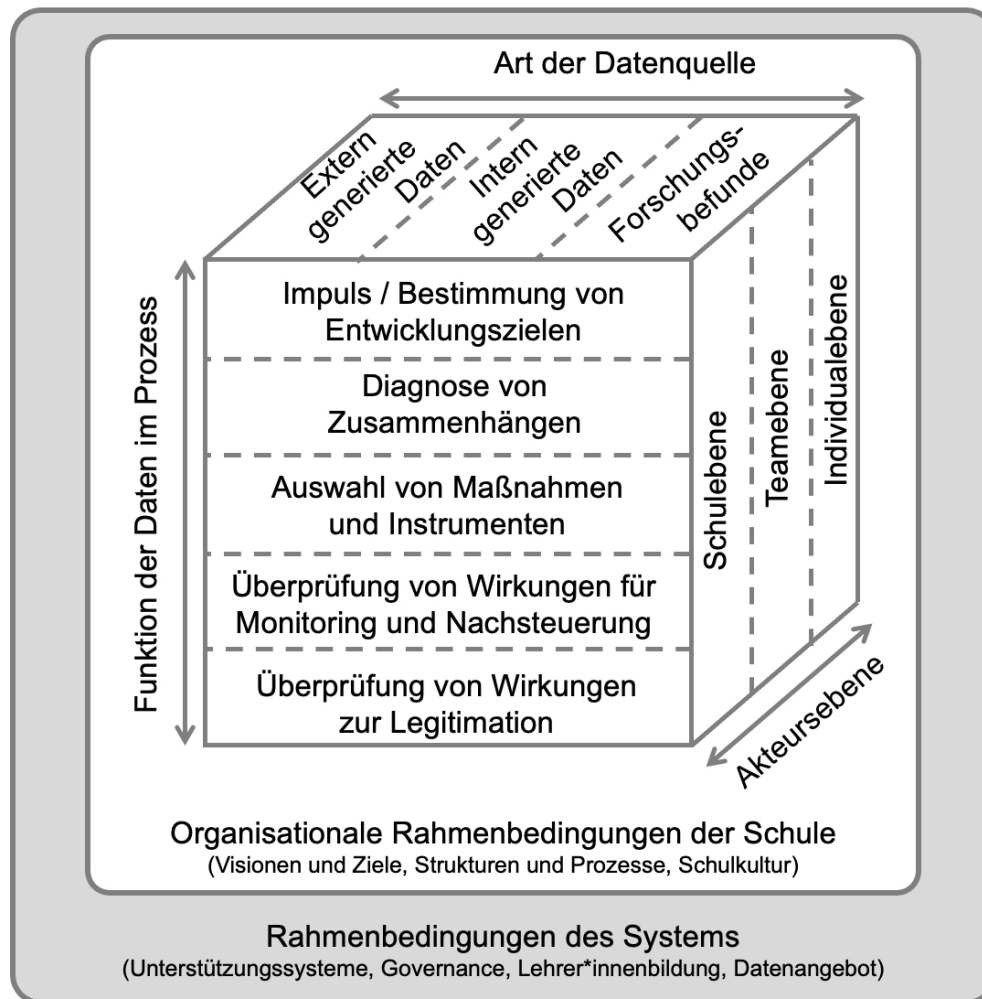 Art der Datenquelle
Extern
generierte
Daten
Intern
generierte
Daten
Forschungs-
befunde
Funktion der Daten im Prozess
Impuls / Bestimmung von
Entwicklungszielen
Diagnose von
Zusammenhängen
Auswahl von Maßnahmen
und Instrumenten
Überprüfung von Wirkungen für
Monitoring und Nachsteuerung
Überprüfung von Wirkungen
zur Legitimation
Schulebene
Teamebene
Individualebene
Akteursebene
Organisationale Rahmenbedingungen der Schule
(Visionen und Ziele, Strukturen und Prozesse, Schulkultur)
Rahmenbedingungen des Systems
(Unterstützungssysteme, Governance, Lehrer*innenbildung, Datenangebot)